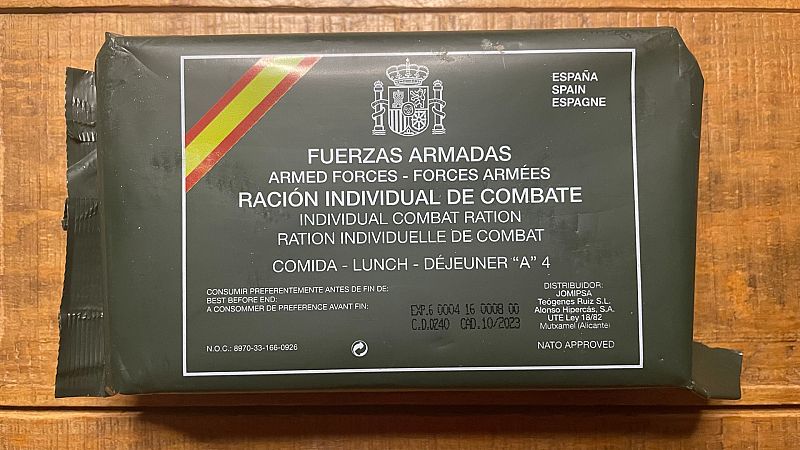 ESPAÑA
SPAIN
ESPAGNE
FUERZAS ARMADAS
ARMED FORCES - FORCES ARMÉES
RACIÓN INDIVIDUAL DE COMBATE
INDIVIDUAL COMBAT RATION
RATION INDIVIDUELLE DE COMBAT
COMIDA - LUNCH - DÉJEUNER "A" 4
CONSUMIR PREFERENTEMENTE ANTES DE FIN DE:
BEST BEFORE END:
A CONSOMMER DE PREFERENCE AVANT FIN:
EXP.6 0004 16 0008 00
C.D.0240 CAD.10/2023
DISTRIBUIDOR:
JOMIPSA
Teógenes Ruiz S.L.
Alonso Hipercás, S.A.
UTE Ley 18/82
Mutxamel (Alicante)
N.O.C.: 8970-33-166-0926
NATO APPROVED